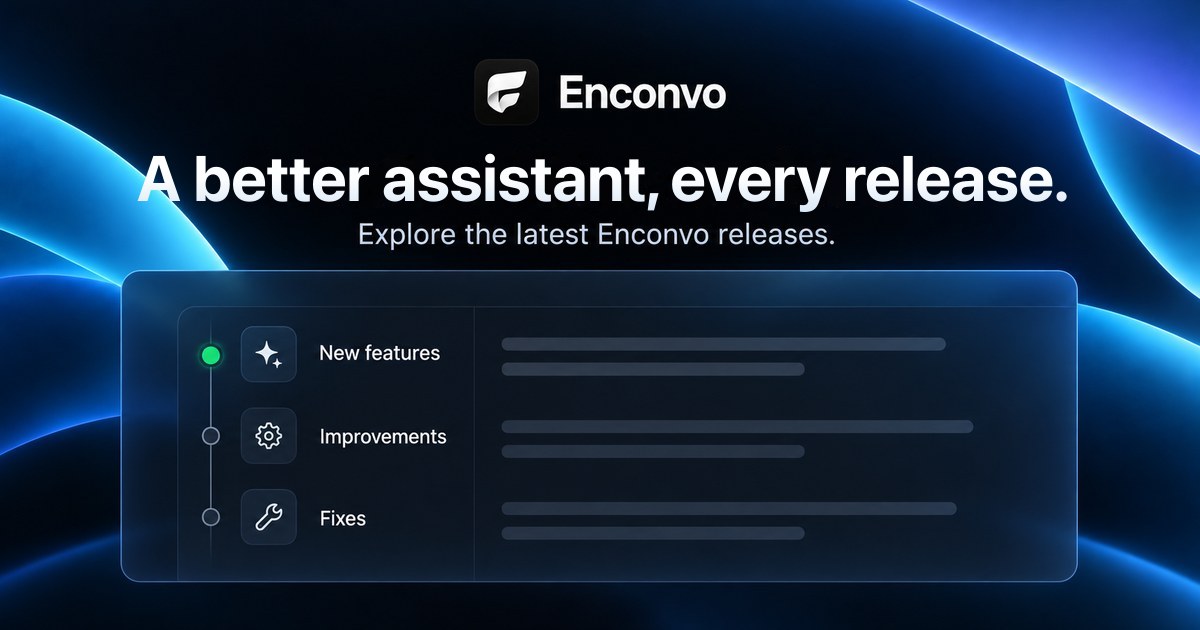 Enconvo
A better assistant, every release.
Explore the latest Enconvo releases.
New features
Improvements
Fixes